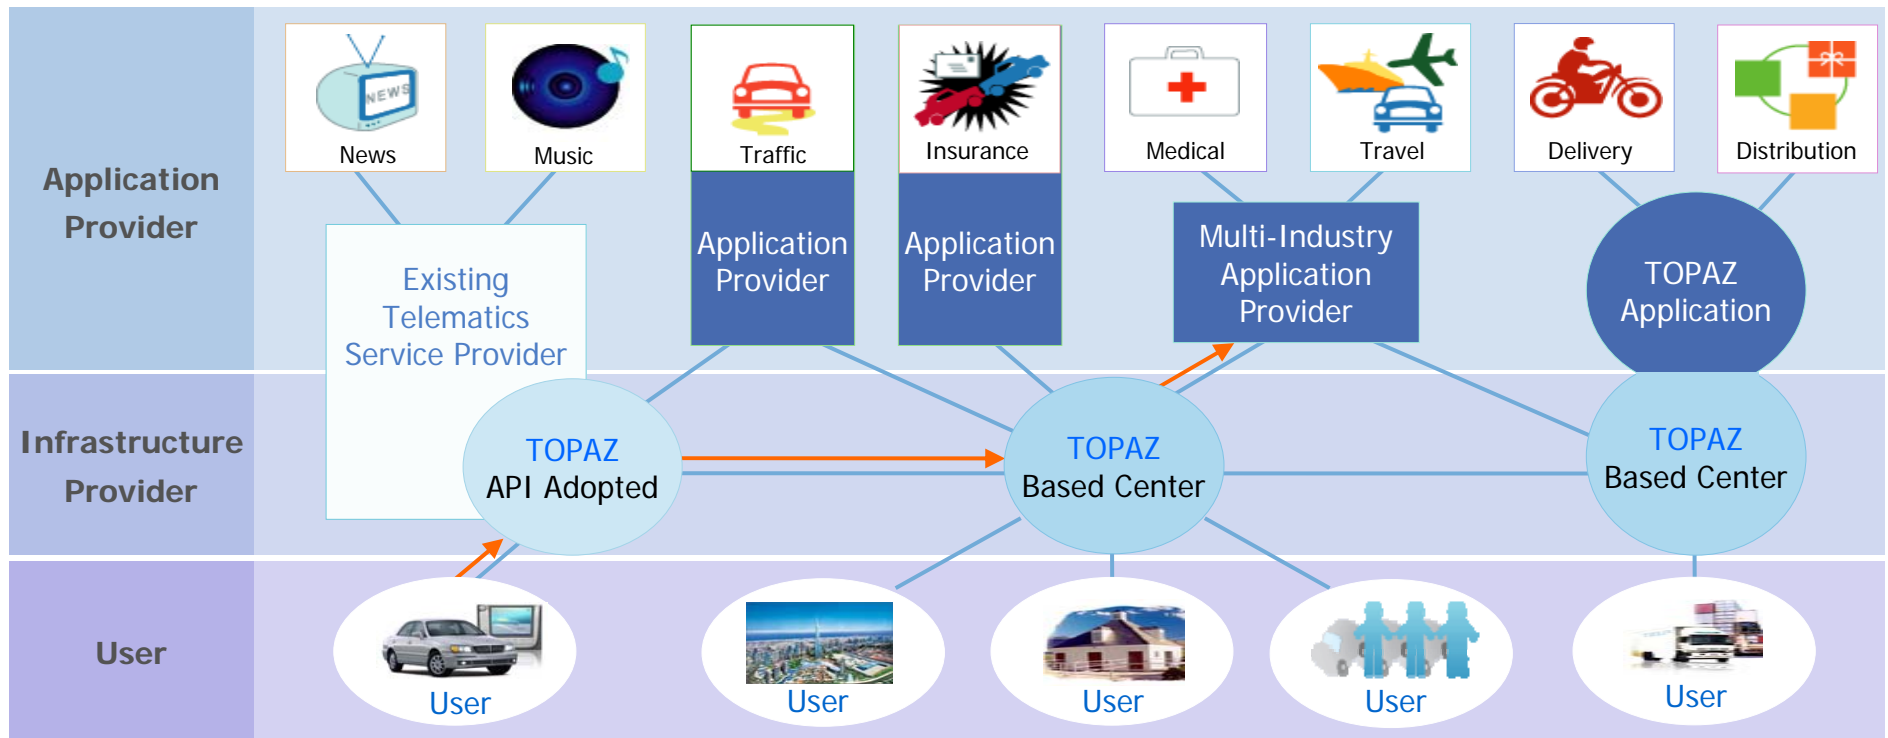 Application
Provider
NEWS
News
Music
Traffic
Insurance
Medical
Travel
Delivery
Distribution
Existing
Telematics
Service Provider
Application
Provider
Application
Provider
Multi-Industry
Application
Provider
TOPAZ
Application
Infrastructure
Provider
TOPAZ
API Adopted
TOPAZ
Based Center
TOPAZ
Based Center
User
User
User
User
User
User